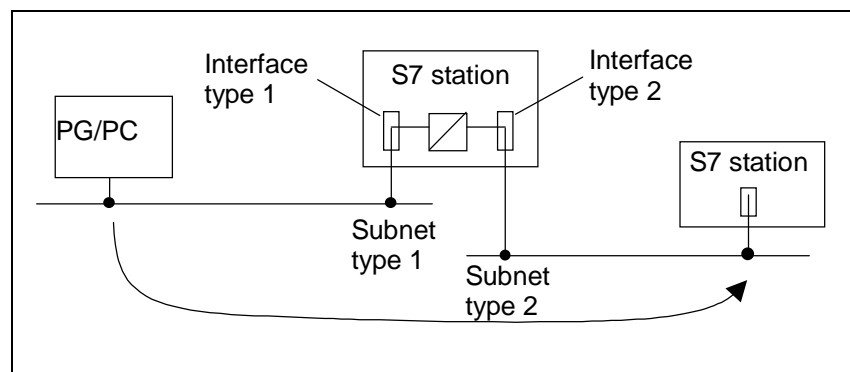 Interface
type 1
S7 station
Interface
type 2
PG/PC
S7 station
Subnet
type 1
Subnet
type 2